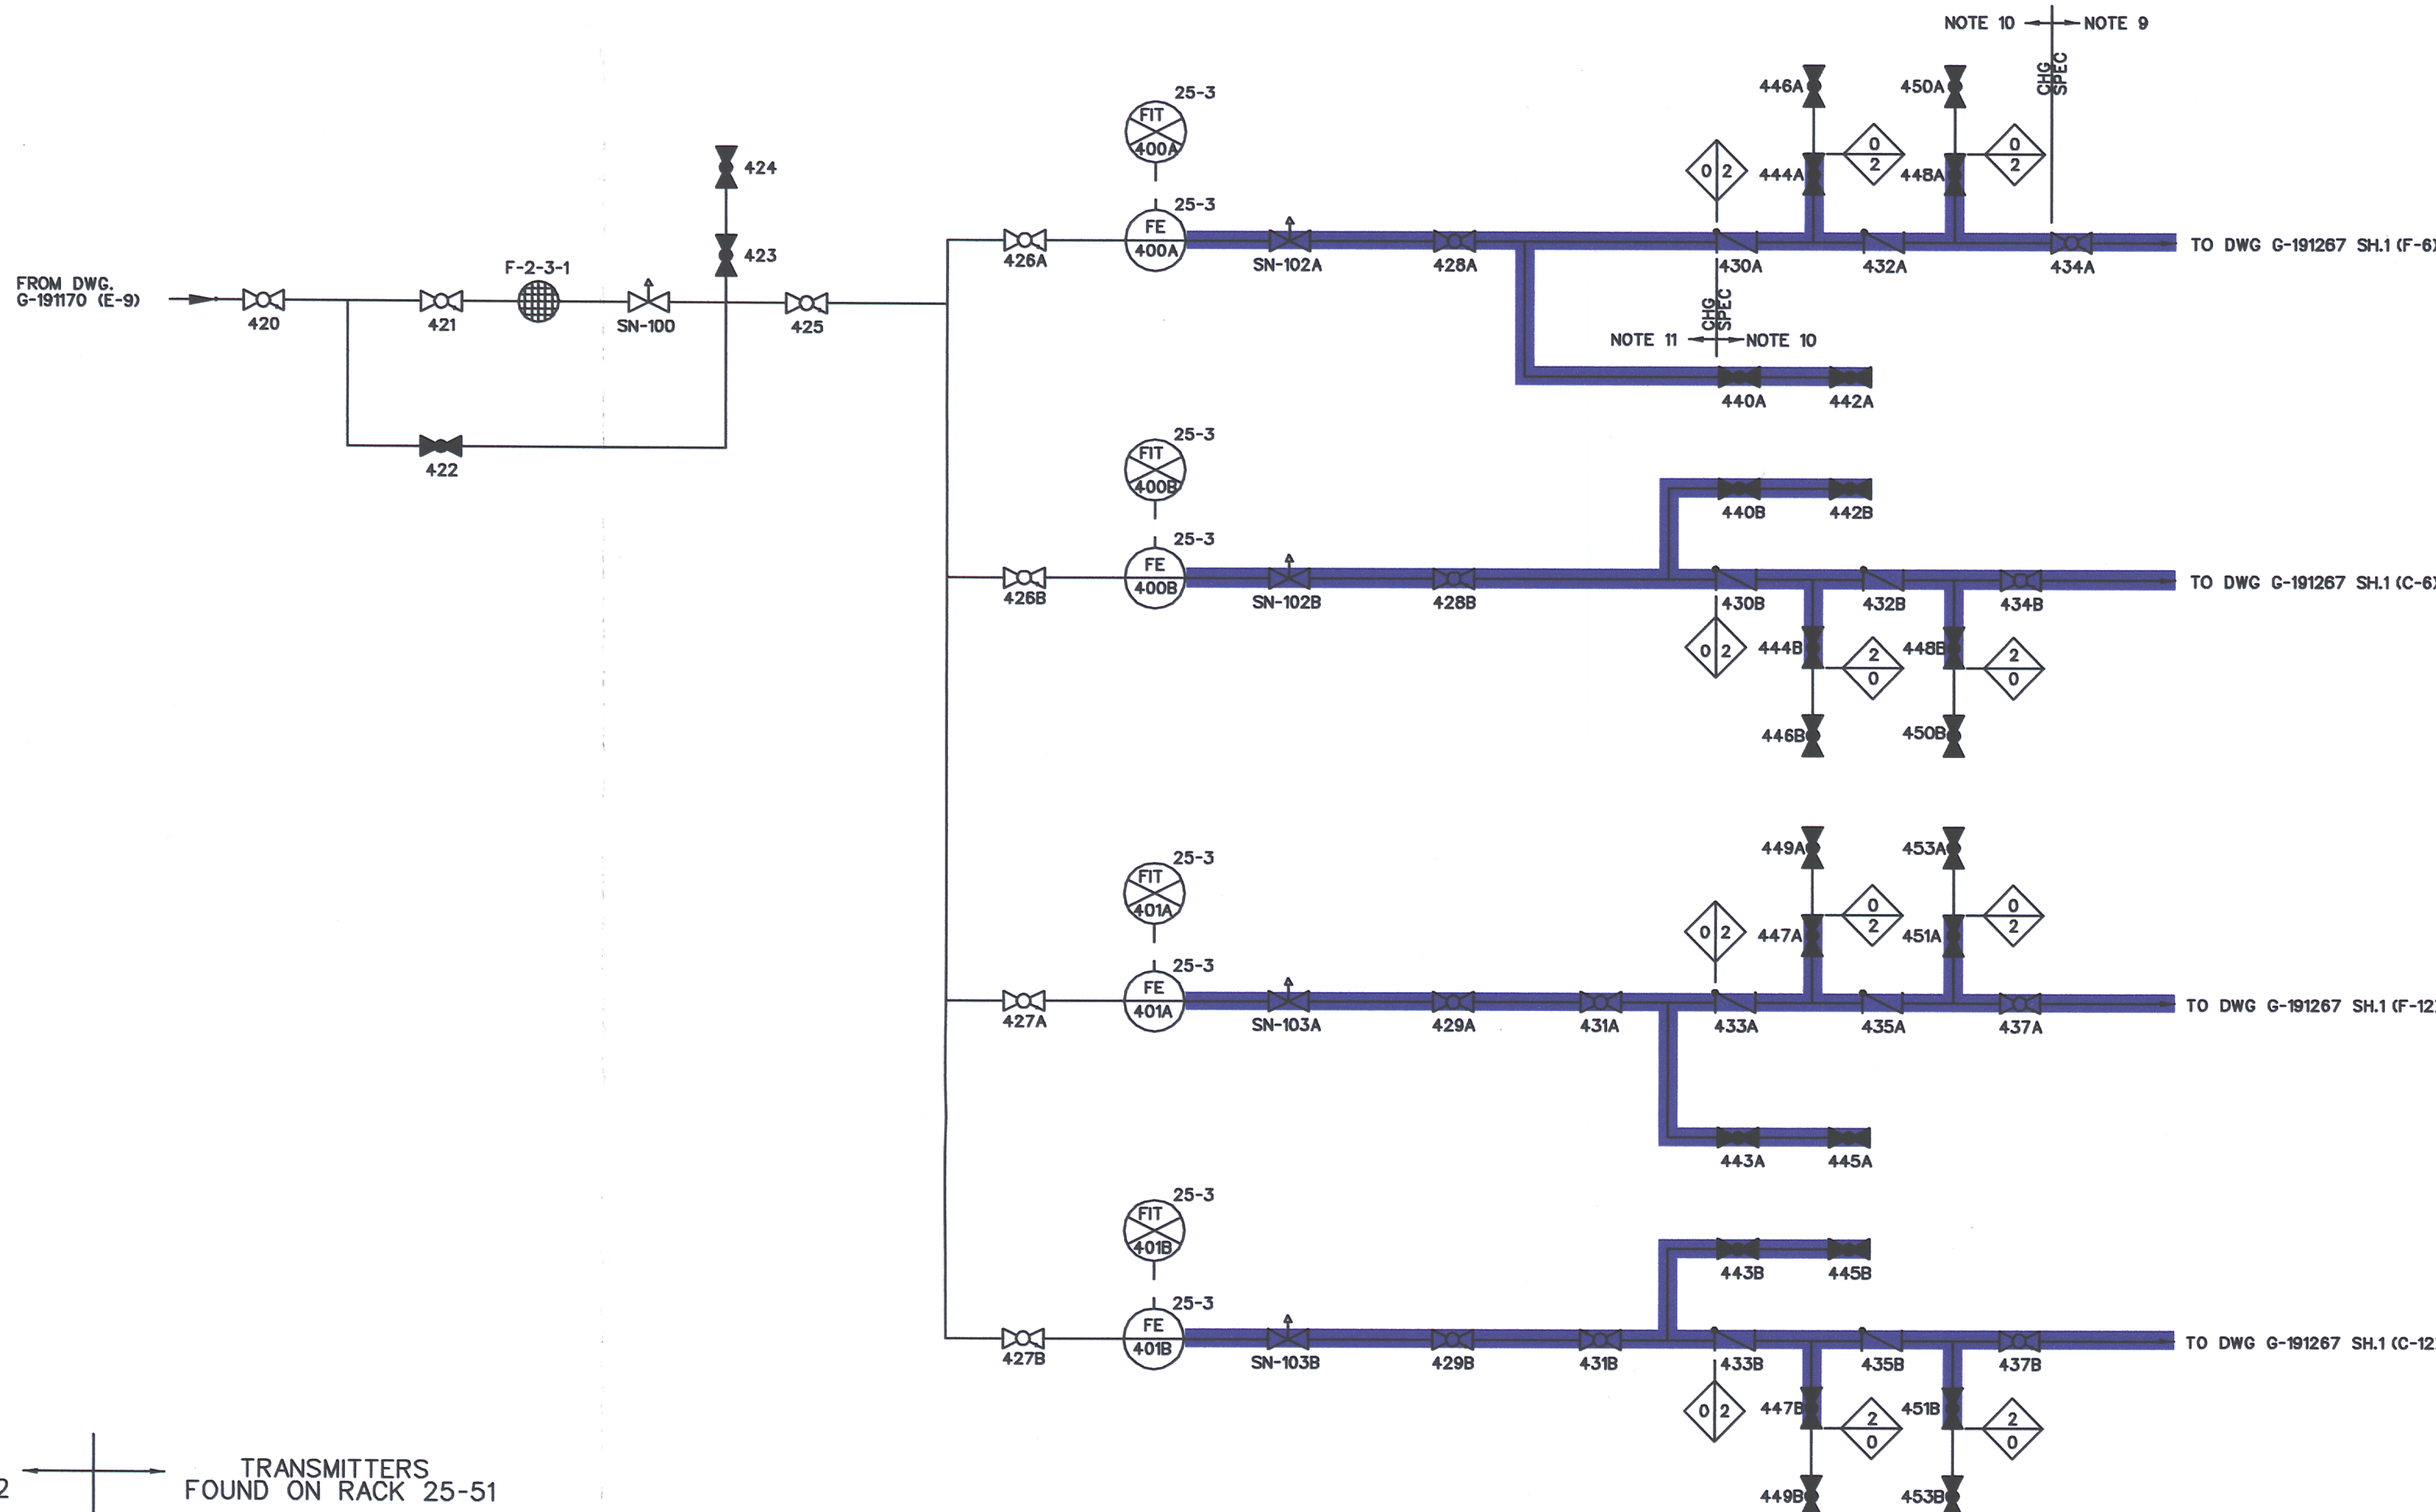 NOTE 10 NOTE 9
CHG
SPEC
25-3
FIT
400A
446A
450A
0
2
0
2
0 2
444A
448A
424
423
25-3
FE
400A
426A
SN-102A
428A
430A
432A
434A
TO DWG G-191267 SH.1 (F-6)
FROM DWG.
G-191170 (E-9)
F-2-3-1
420
421
SN-100
425
CHG
SPEC
NOTE 11 NOTE 10
440A
442A
422
25-3
FIT
400B
440B
442B
25-3
FE
400B
426B
SN-102B
428B
430B
432B
434B
TO DWG G-191267 SH.1 (C-6)
0 2
444B
2
0
448B
2
0
446B
450B
449A
453A
25-3
FIT
401A
0 2
447A
0
2
451A
0
2
25-3
FE
401A
427A
SN-103A
429A
431A
433A
435A
437A
TO DWG G-191267 SH.1 (F-12
443A
445A
25-3
FIT
401B
443B
445B
25-3
FE
401B
427B
SN-103B
429B
431B
433B
435B
437B
TO DWG G-191267 SH.1 (C-12
0 2
447B
2
0
451B
2
0
449B
453B
2
TRANSMITTERS
FOUND ON RACK 25-51